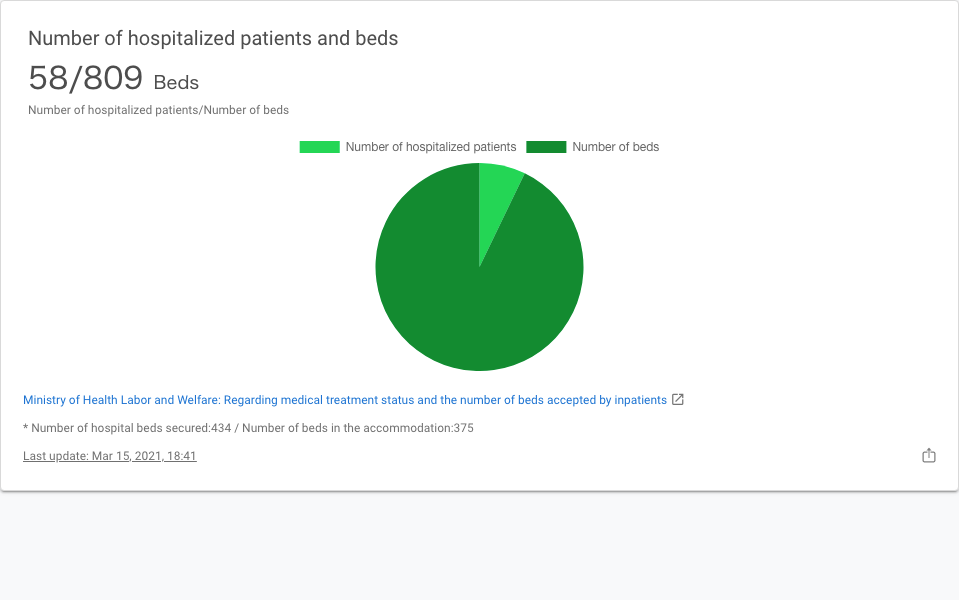 Number of hospitalized patients and beds
58/809 Beds
Number of hospitalized patients/Number of beds
Number of hospitalized patients Number of beds
Ministry of Health Labor and Welfare: Regarding medical treatment status and the number of beds accepted by inpatients
* Number of hospital beds secured:434 / Number of beds in the accommodation:375
Last update: Mar 15, 2021, 18:41